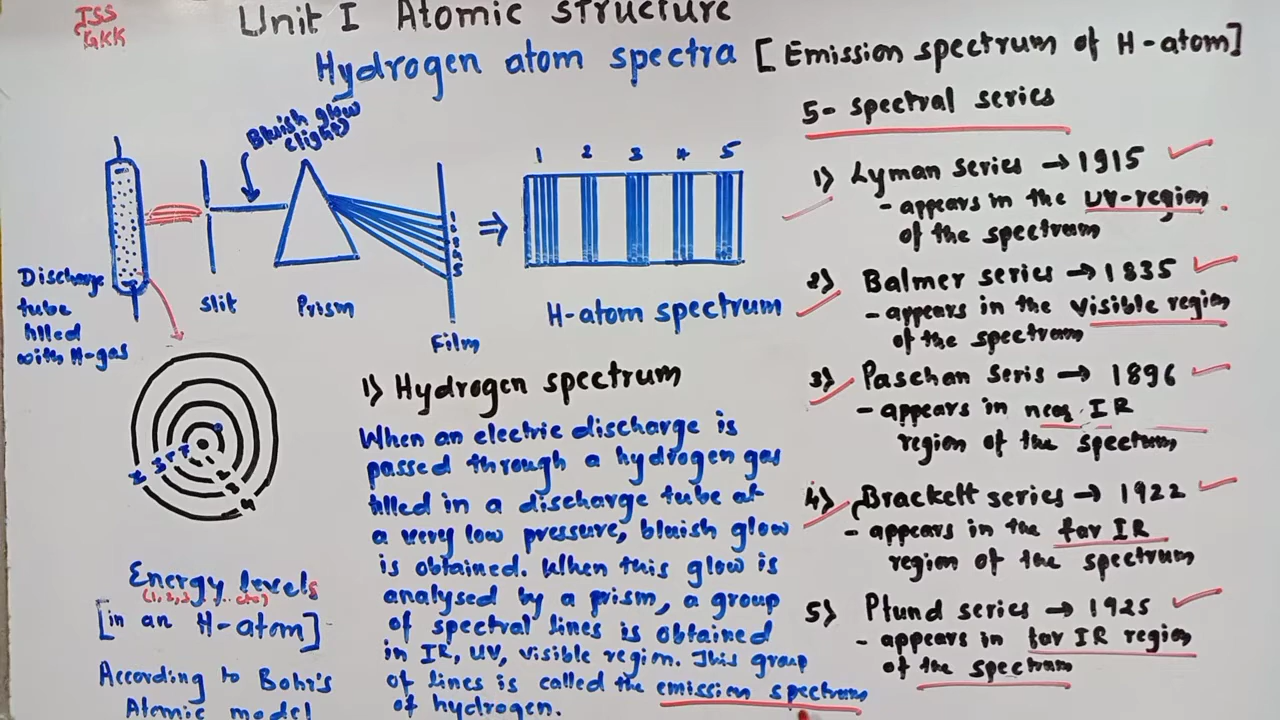 JSS
GKK
Unit I Atomic structure
Hydrogen atom spectra [Emission spectrum of H-atom]
Bluish glow
(light)
Discharge
tube
filled
with H-gas
Slit
Prism
Film
1 2 3 4 5
H-atom spectrum
Energy levels
[in an H-atom]
According to Bohr's
Atomic model
1) Hydrogen spectrum
When an electric discharge is
passed through a hydrogen gas
filled in a discharge tube at
a very low pressure, bluish glow
is obtained. When this glow is
analysed by a prism, a group
of spectral lines is obtained
in IR, UV, visible region. This group
of lines is called the emission spectrum
of hydrogen.
5- spectral series
1) Lyman series → 1915
- appears in the UV-region
of the spectrum
2) Balmer series → 1835
- appears in the visible region
of the spectrum
3) Paschan Seris → 1896
- appears in near IR
region of the spectrum
4) Brackett series → 1922
- appears in the far IR
region of the spectrum
5) Pfund series → 1925
- appears in far IR region
of the spectrum